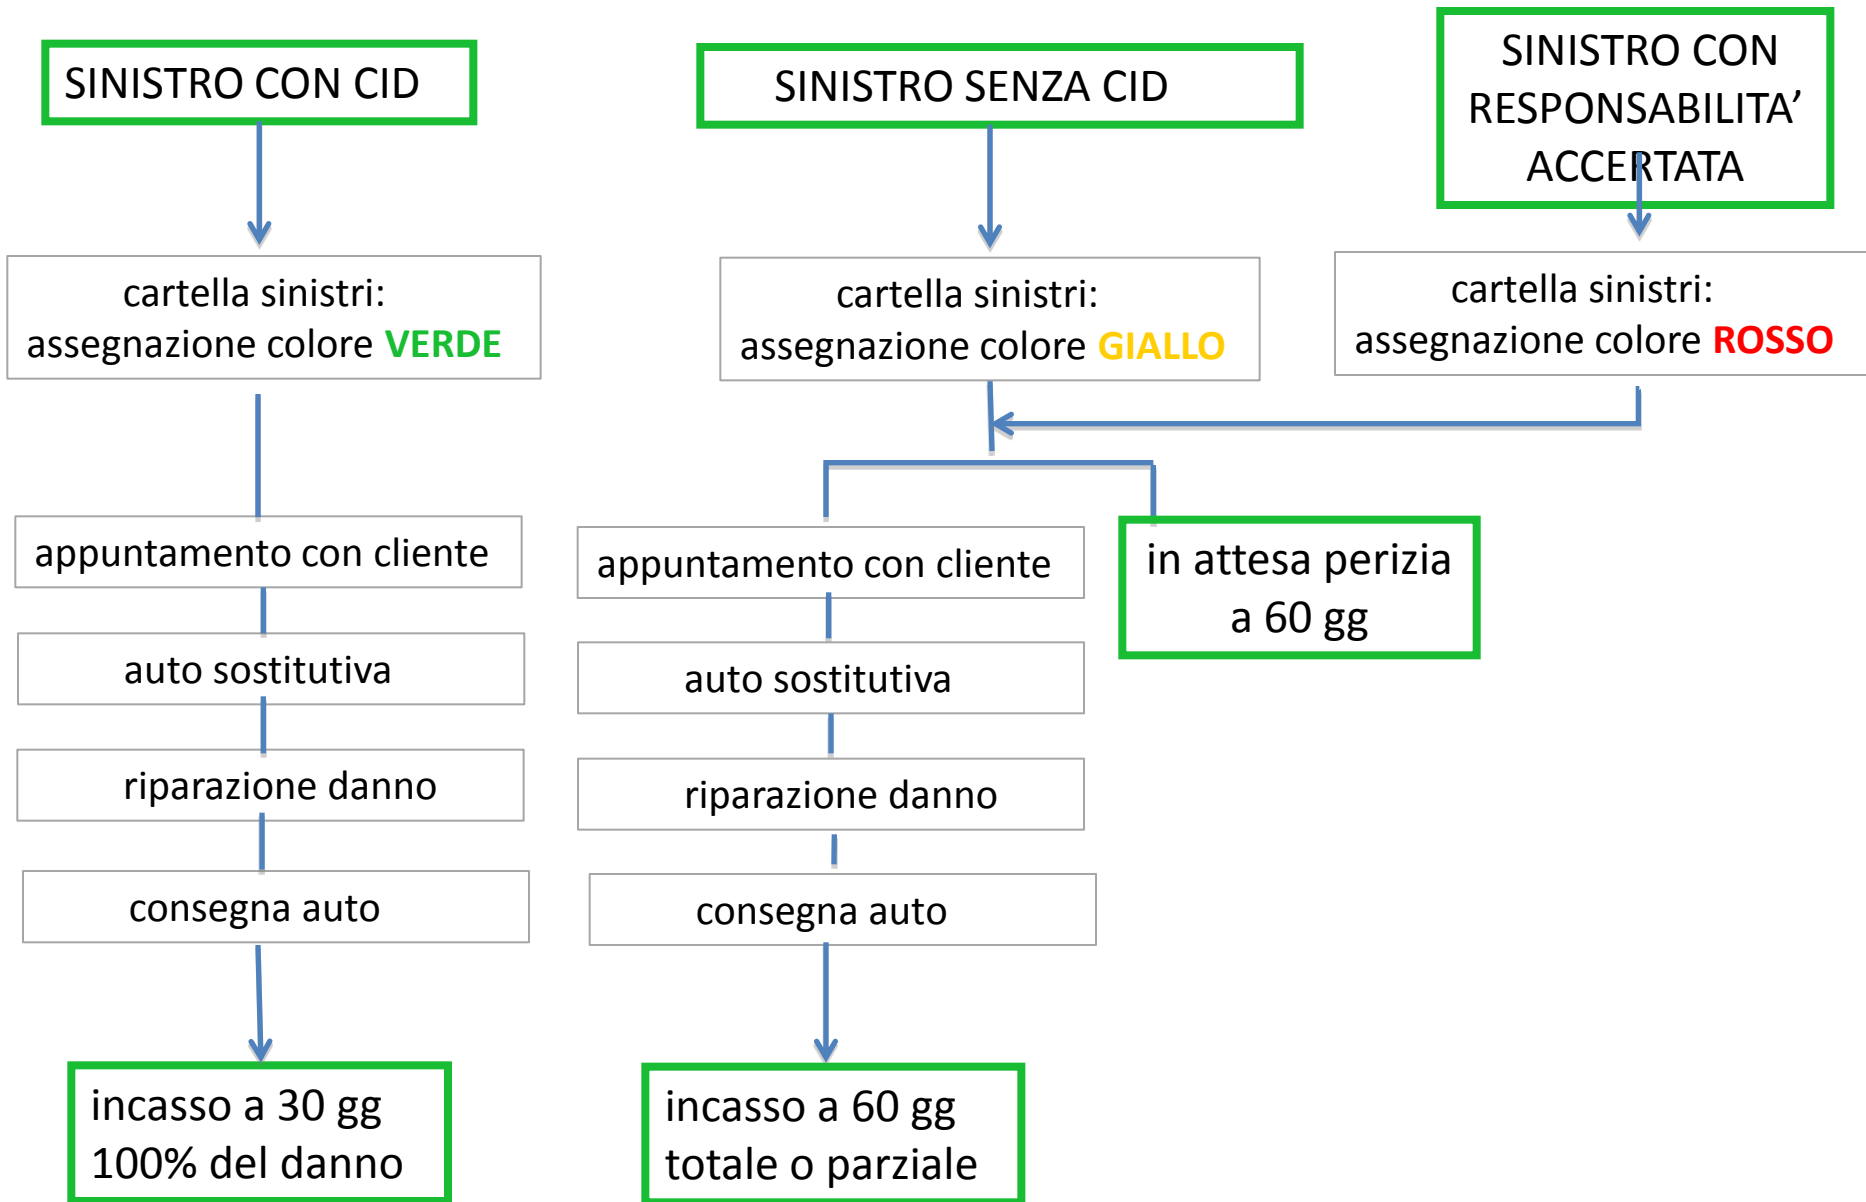 SINISTRO CON CID
SINISTRO SENZA CID
SINISTRO CON
RESPONSABILITA’
ACCERTATA
cartella sinistri:
assegnazione colore VERDE
cartella sinistri:
assegnazione colore GIALLO
cartella sinistri:
assegnazione colore ROSSO
appuntamento con cliente
auto sostitutiva
riparazione danno
consegna auto
incasso a 30 gg
100% del danno
appuntamento con cliente
auto sostitutiva
riparazione danno
consegna auto
incasso a 60 gg
totale o parziale
in attesa perizia
a 60 gg